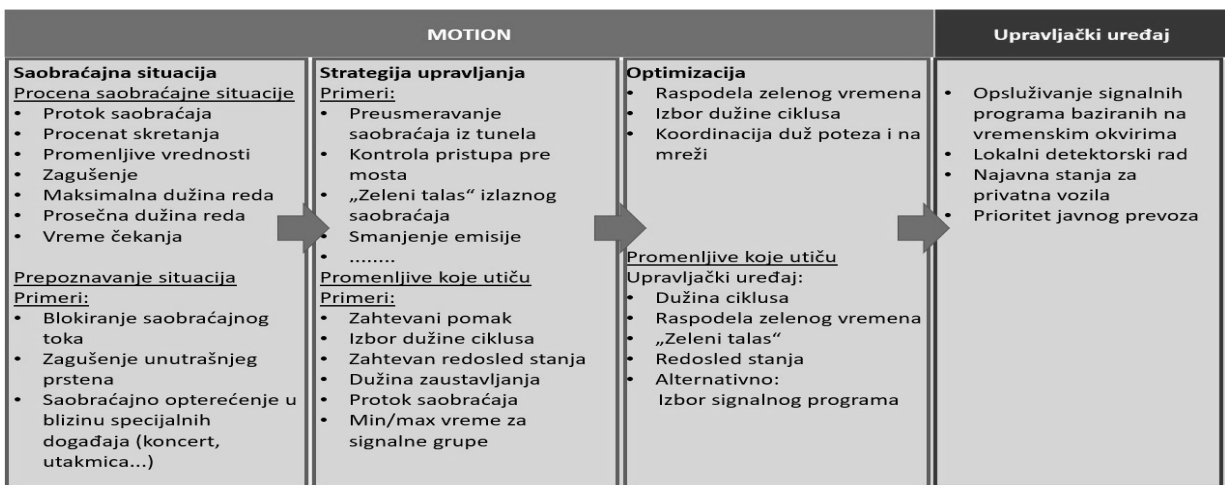 MOTION
Upravljački uređaj
Saobraćajna situacija
Procena saobraćajne situacije
• Protok saobraćaja
• Procenat skretanja
• Promenljive vrednosti
• Zagušenje
• Maksimalna dužina reda
• Prosečna dužina reda
• Vreme čekanja
Prepoznavanje situacija
Primeri:
• Blokiranje saobraćajnog
toka
• Zagušenje unutrašnjeg
prstena
• Saobraćajno opterećenje u
blizinu specijalnih
događaja (koncert,
utakmica...)
Strategija upravljanja
Primeri:
• Preusmeravanje
saobraćaja iz tunela
• Kontrola pristupa pre
mosta
• „Zeleni talas“ izlaznog
saobraćaja
• Smanjenje emisije
• ........
Promenljive koje utiču
Primeri:
• Zahtevani pomak
• Izbor dužine ciklusa
• Zahtevan redosled stanja
• Dužina zaustavljanja
• Protok saobraćaja
• Min/max vreme za
signalne grupe
Optimizacija
• Raspodela zelenog vremena
• Izbor dužine ciklusa
• Koordinacija duž poteza i na
mreži
Promenljive koje utiču
Upravljački uređaj:
• Dužina ciklusa
• Raspodela zelenog vremena
• „Zeleni talas“
• Redosled stanja
• Alternativno:
Izbor signalnog programa
• Opsluživanje signalnih
programa baziranih na
vremenskim okvirima
• Lokalni detektorski rad
• Najavna stanja za
privatna vozila
• Prioritet javnog prevoza